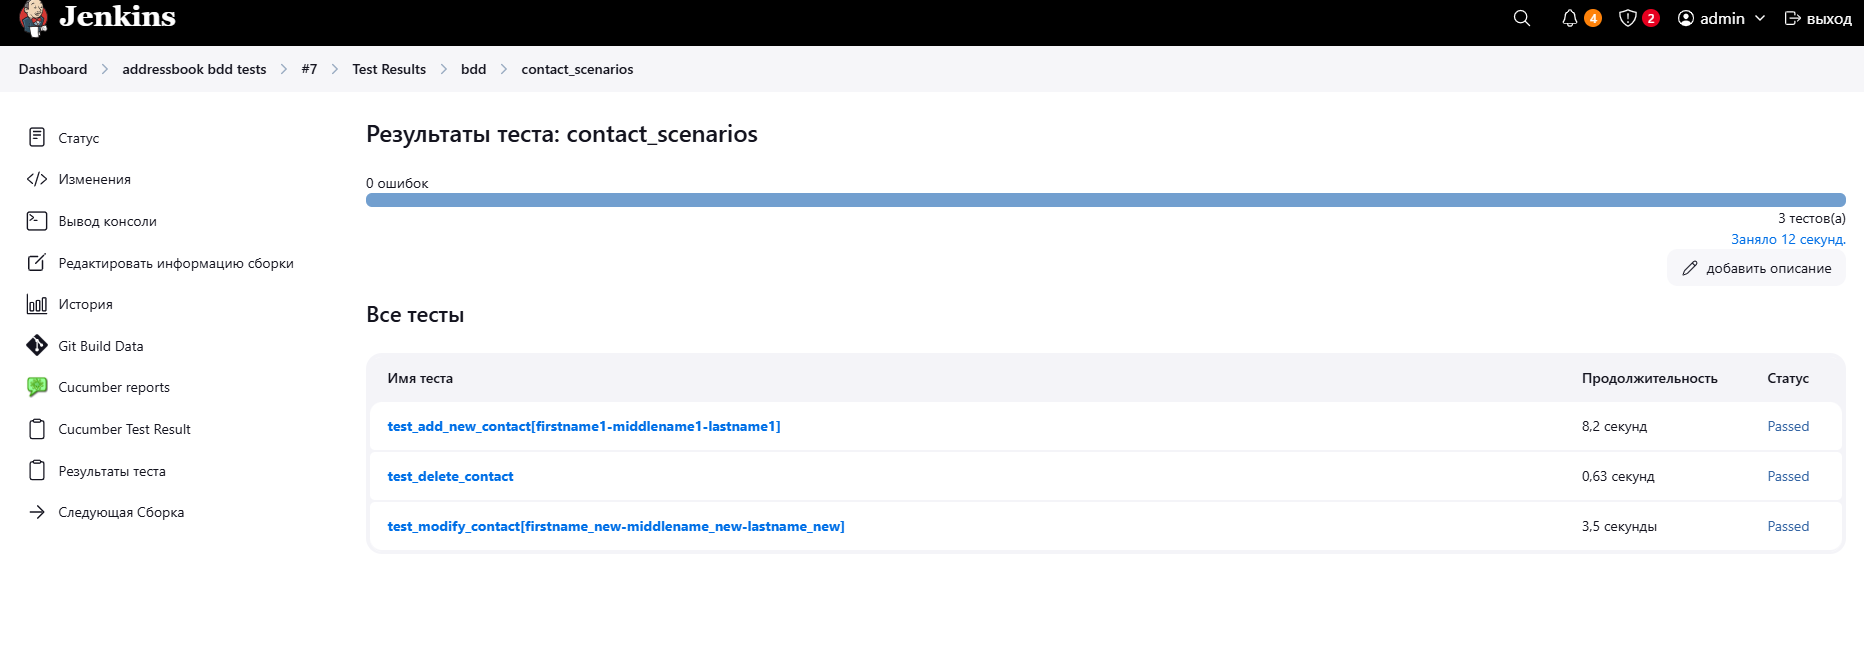 Jenkins
4
2
admin
выход
Dashboard
addressbook bdd tests
#7
Test Results
bdd
contact_scenarios
Статус
Изменения
Вывод консоли
Редактировать информацию сборки
История
Git Build Data
Cucumber reports
Cucumber Test Result
Результаты теста
Следующая Сборка
Результаты теста: contact_scenarios
0 ошибок
3 тестов(а)
Заняло 12 секунд.
добавить описание
Все тесты
Имя теста Продолжительность Статус
test_add_new_contact[firstname1-middlename1-lastname1] 8,2 секунд Passed
test_delete_contact 0,63 секунд Passed
test_modify_contact[firstname_new-middlename_new-lastname_new] 3,5 секунды Passed